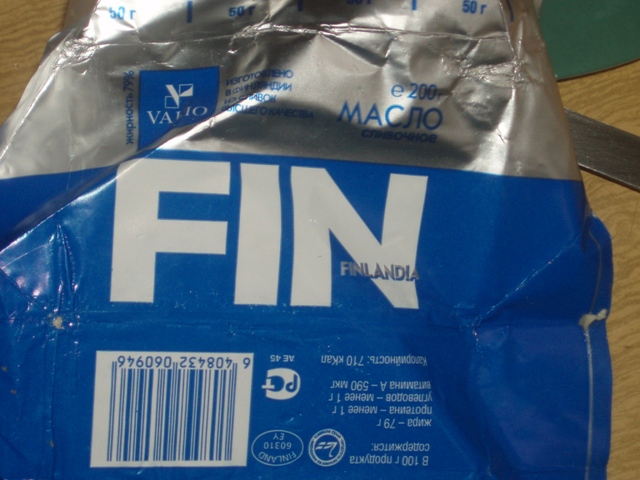 50 г 50 г 50 г 50 г
жирность 79%
VALIO
ИЗГОТОВЛЕНО
В ФИНЛЯНДИИ
ИЗ СЛИВОК
ВЫСШЕГО КАЧЕСТВА
e 200г
МАСЛО
сливочное
FIN
FINLANDIA
В 100 г продукта
содержится:
жира – 79 г
протеина – менее 1 г
углеводов – менее 1 г
витамина А – 590 мкг
Калорийность: 710 кКал
FINLAND
60310
EY
АЕ 45
6 408432 060946